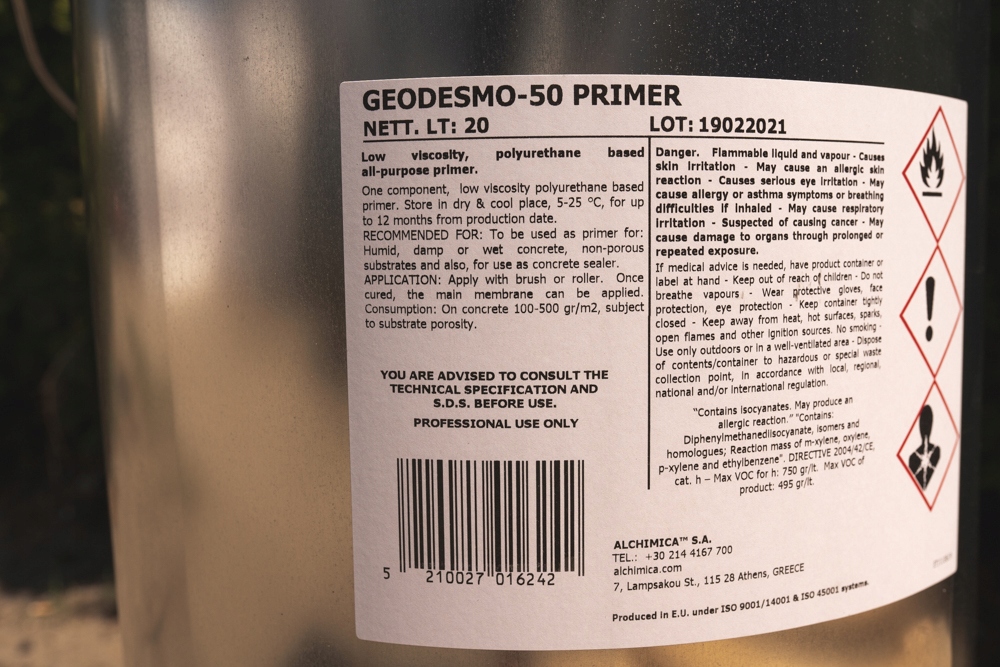 GEODESMO-50 PRIMER
NETT. LT: 20
LOT: 19022021
Low viscosity, polyurethane based
all-purpose primer.
One component, low viscosity polyurethane based
primer. Store in dry & cool place, 5-25 °C, for up
to 12 months from production date.
RECOMMENDED FOR: To be used as primer for:
Humid, damp or wet concrete, non-porous
substrates and also, for use as concrete sealer.
APPLICATION: Apply with brush or roller. Once
cured, the main membrane can be applied.
Consumption: On concrete 100-500 gr/m2, subject
to substrate porosity.
YOU ARE ADVISED TO CONSULT THE
TECHNICAL SPECIFICATION AND
S.D.S. BEFORE USE.
PROFESSIONAL USE ONLY
5 210027 016242
Danger. Flammable liquid and vapour - Causes
skin irritation - May cause an allergic skin
reaction - Causes serious eye irritation - May
cause allergy or asthma symptoms or breathing
difficulties if inhaled - May cause respiratory
irritation - Suspected of causing cancer - May
cause damage to organs through prolonged or
repeated exposure.
If medical advice is needed, have product container or
label at hand - Keep out of reach of children - Do not
breathe vapours - Wear protective gloves, face
protection, eye protection - Keep container tightly
closed - Keep away from heat, hot surfaces, sparks,
open flames and other ignition sources. No smoking -
Use only outdoors or in a well-ventilated area - Dispose
of contents/container to hazardous or special waste
collection point, in accordance with local, regional,
national and/or international regulation.
"Contains isocyanates. May produce an
allergic reaction." "Contains:
Diphenylmethanediisocyanate, isomers and
homologues; Reaction mass of m-xylene, oxylene,
p-xylene and ethylbenzene". DIRECTIVE 2004/42/CE,
cat. h – Max VOC for h: 750 gr/lt. Max VOC of
product: 495 gr/lt.
ALCHIMICA™ S.A.
TEL.: +30 214 4167 700
alchimica.com
7, Lampsakou St., 115 28 Athens, GREECE
Produced in E.U. under ISO 9001/14001 & ISO 45001 systems.